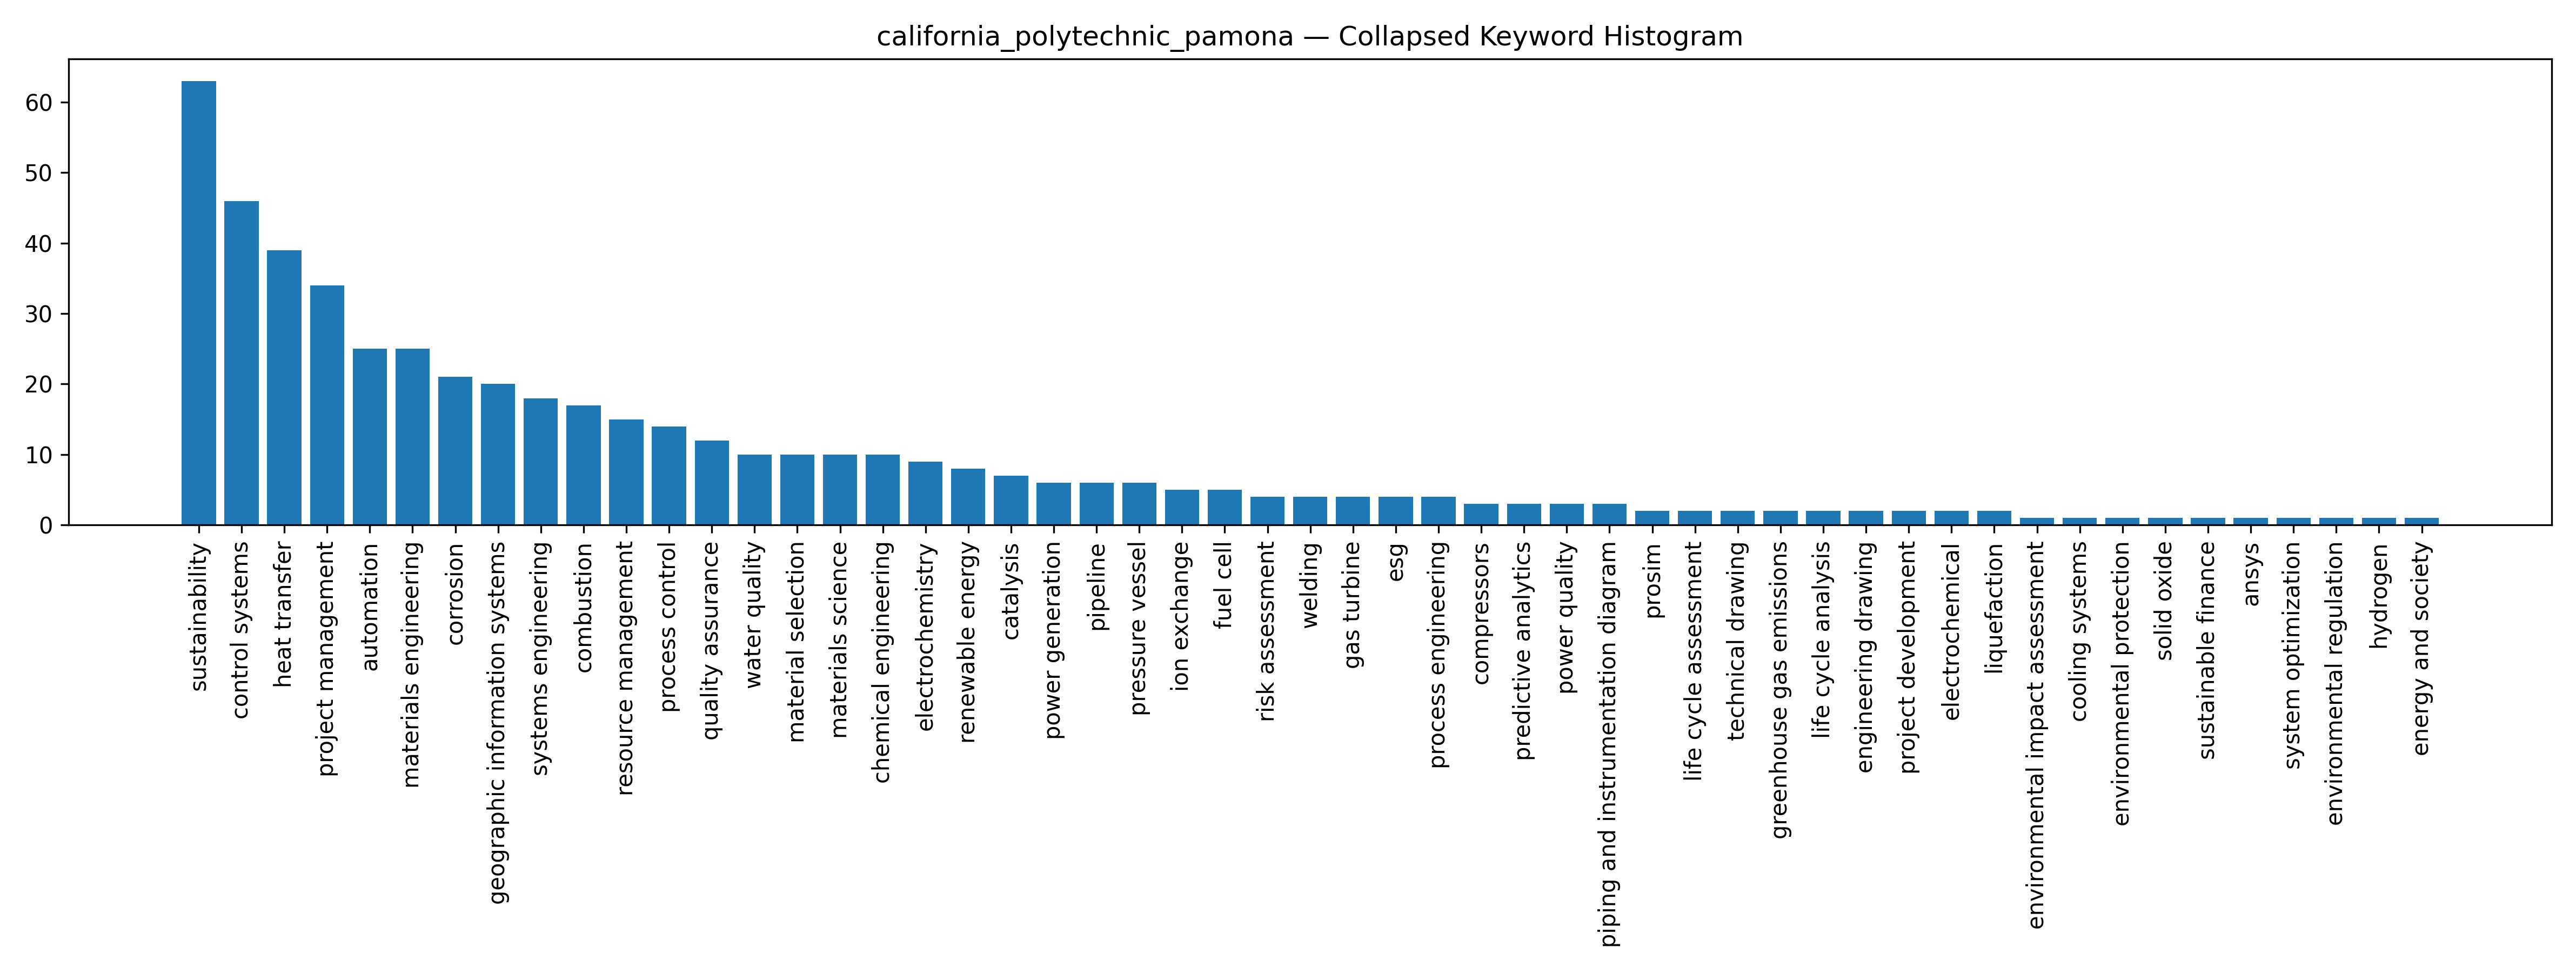 california_polytechnic_pamona — Collapsed Keyword Histogram
60
50
40
30
20
10
0
sustainability
control systems
heat transfer
project management
automation
materials engineering
corrosion
geographic information systems
systems engineering
combustion
resource management
process control
quality assurance
water quality
material selection
materials science
chemical engineering
electrochemistry
renewable energy
catalysis
power generation
pipeline
pressure vessel
ion exchange
fuel cell
risk assessment
welding
gas turbine
esg
process engineering
compressors
predictive analytics
power quality
piping and instrumentation diagram
prosim
life cycle assessment
technical drawing
greenhouse gas emissions
life cycle analysis
engineering drawing
project development
electrochemical
liquefaction
environmental impact assessment
cooling systems
environmental protection
solid oxide
sustainable finance
ansys
system optimization
environmental regulation
hydrogen
energy and society